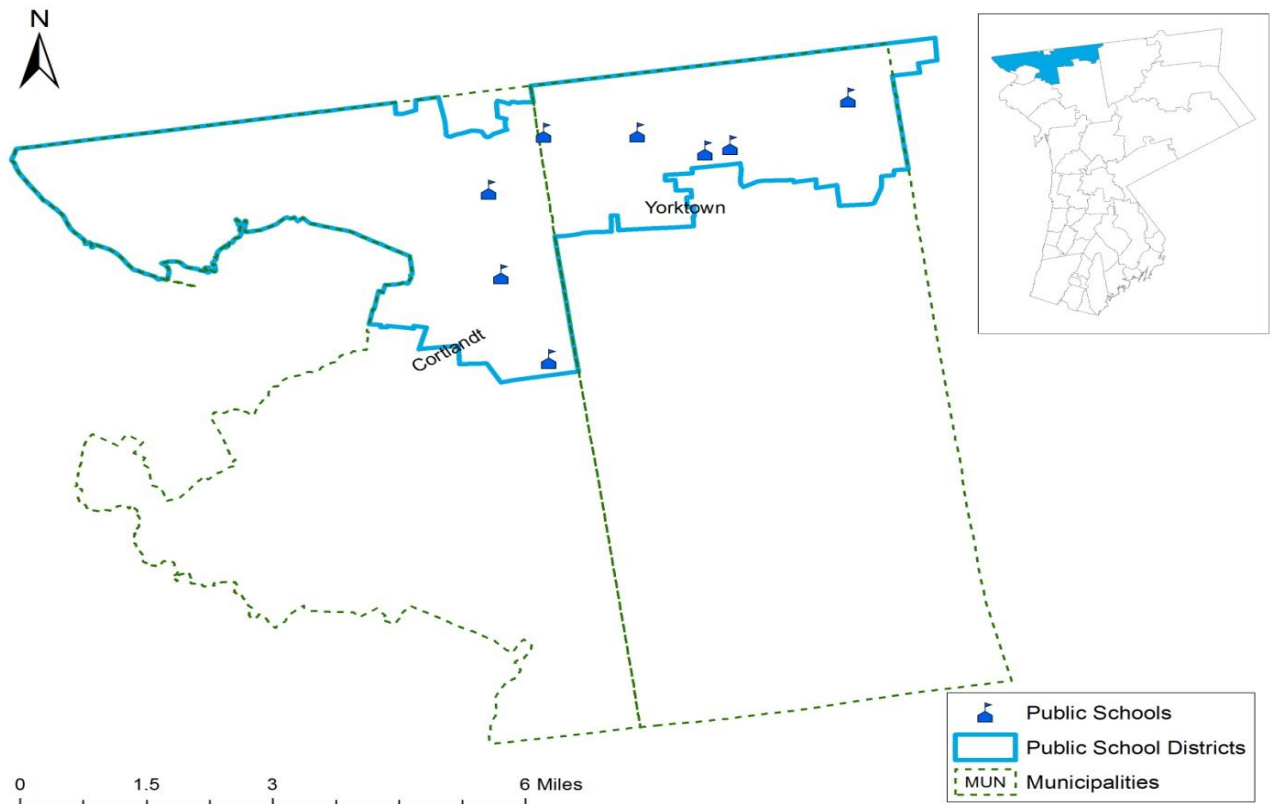 N
Yorktown
Cortlandt
Public Schools
Public School Districts
MUN Municipalities
0 1.5 3 6 Miles